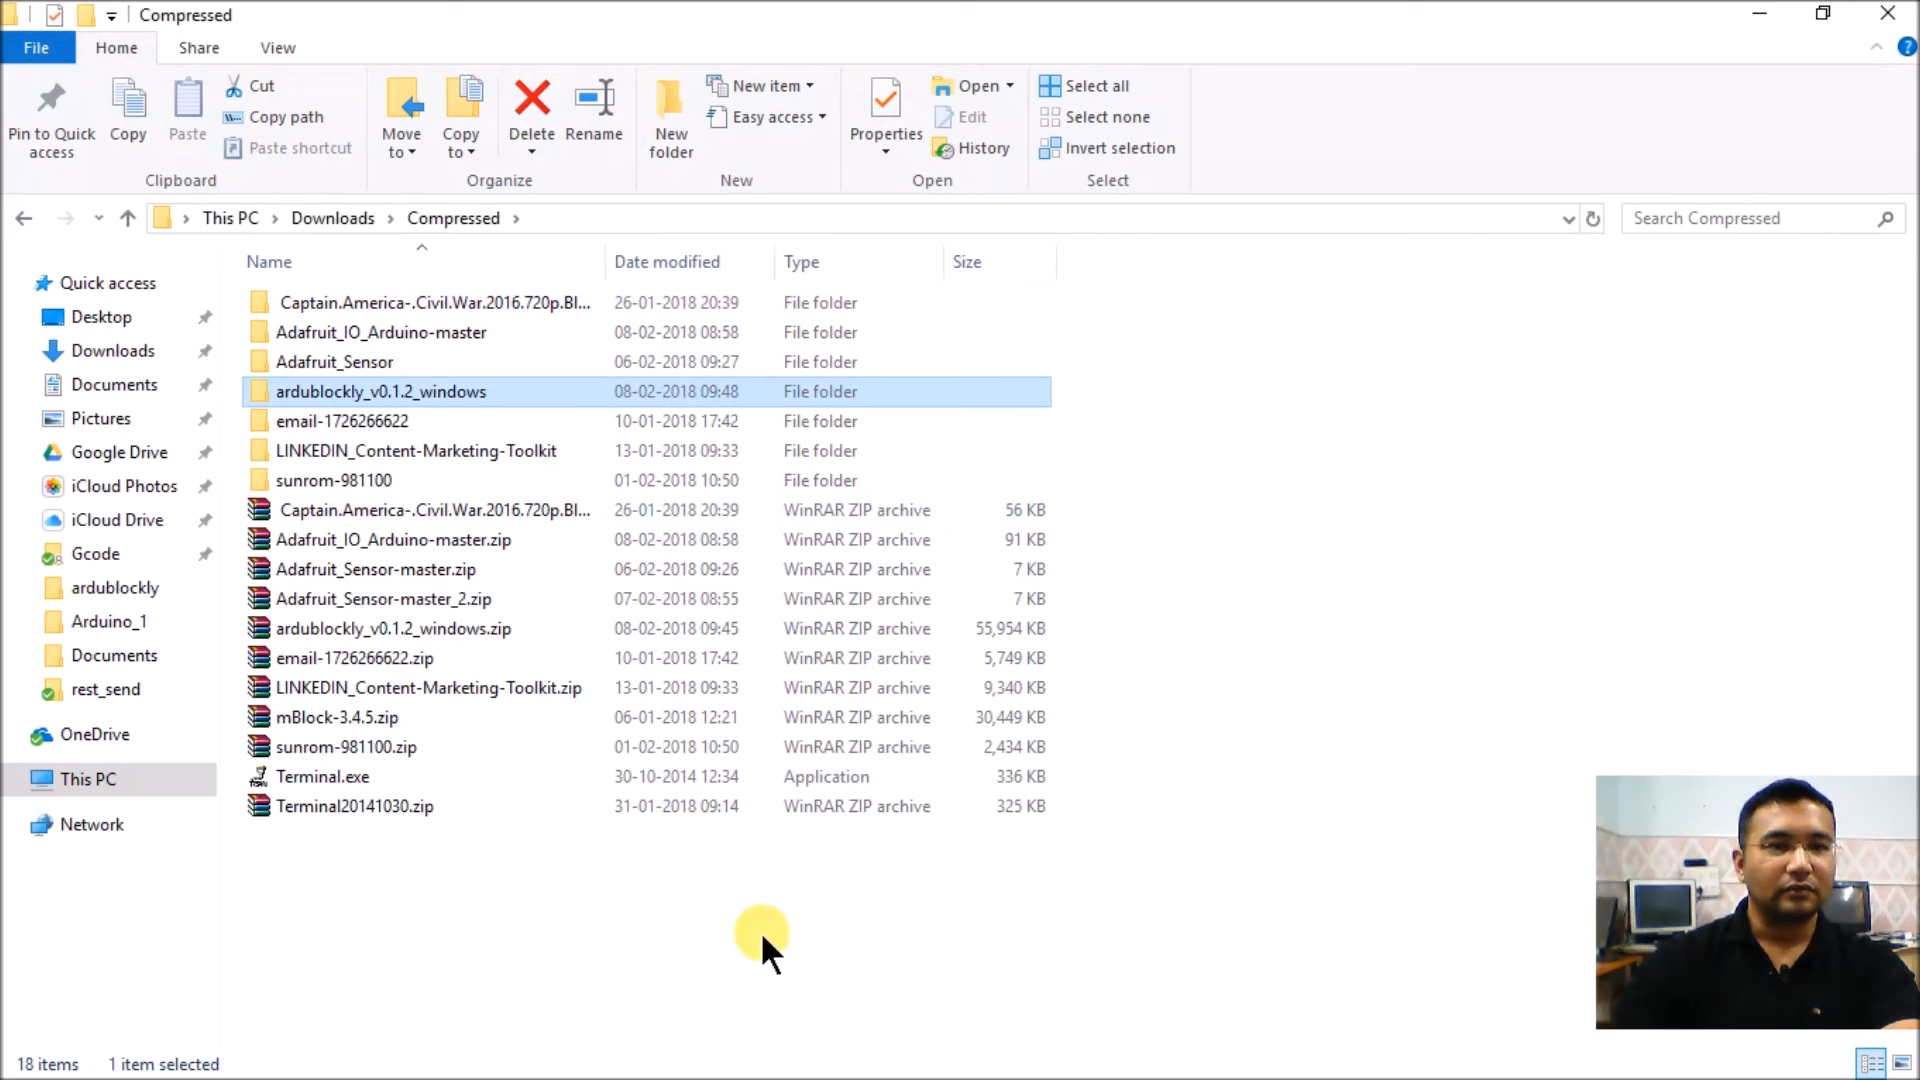 Compressed
File Home Share View
Pin to Quick access
Copy
Paste
Cut
Copy path
Paste shortcut
Clipboard
Move to
Copy to
Delete
Rename
Organize
New folder
New item
Easy access
New
Properties
Open
Edit
History
Open
Select all
Select none
Invert selection
Select
This PC Downloads Compressed
Search Compressed
Quick access
Desktop
Downloads
Documents
Pictures
Google Drive
iCloud Photos
iCloud Drive
Gcode
ardublockly
Arduino_1
Documents
rest_send
OneDrive
This PC
Network
Name Date modified Type Size
Captain.America-.Civil.War.2016.720p.Bl... 26-01-2018 20:39 File folder
Adafruit_IO_Arduino-master 08-02-2018 08:58 File folder
Adafruit_Sensor 06-02-2018 09:27 File folder
ardublockly_v0.1.2_windows 08-02-2018 09:48 File folder
email-1726266622 10-01-2018 17:42 File folder
LINKEDIN_Content-Marketing-Toolkit 13-01-2018 09:33 File folder
sunrom-981100 01-02-2018 10:50 File folder
Captain.America-.Civil.War.2016.720p.Bl... 26-01-2018 20:39 WinRAR ZIP archive 56 KB
Adafruit_IO_Arduino-master.zip 08-02-2018 08:58 WinRAR ZIP archive 91 KB
Adafruit_Sensor-master.zip 06-02-2018 09:26 WinRAR ZIP archive 7 KB
Adafruit_Sensor-master_2.zip 07-02-2018 08:55 WinRAR ZIP archive 7 KB
ardublockly_v0.1.2_windows.zip 08-02-2018 09:45 WinRAR ZIP archive 55,954 KB
email-1726266622.zip 10-01-2018 17:42 WinRAR ZIP archive 5,749 KB
LINKEDIN_Content-Marketing-Toolkit.zip 13-01-2018 09:33 WinRAR ZIP archive 9,340 KB
mBlock-3.4.5.zip 06-01-2018 12:21 WinRAR ZIP archive 30,449 KB
sunrom-981100.zip 01-02-2018 10:50 WinRAR ZIP archive 2,434 KB
Terminal.exe 30-10-2014 12:34 Application 336 KB
Terminal20141030.zip 31-01-2018 09:14 WinRAR ZIP archive 325 KB
18 items 1 item selected